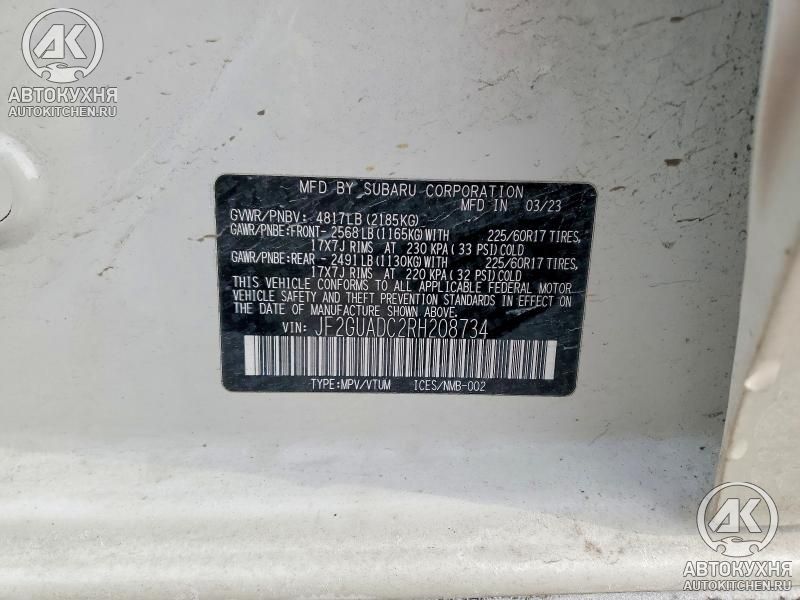 AK
АВТОКУХНЯ
AUTOKITCHEN.RU
MFD BY SUBARU CORPORATION
MFD IN 03/23
GVWR/PNBV: 4817LB (2185KG)
GAWR/PNBE:FRONT- 2568LB (1165KG) WITH 225/60R17 TIRES,
17X7J RIMS AT 230 KPA (33 PSI) COLD
GAWR/PNBE:REAR - 2491LB (1130KG) WITH 225/60R17 TIRES,
17X7J RIMS AT 220 KPA (32 PSI) COLD
THIS VEHICLE CONFORMS TO ALL APPLICABLE FEDERAL MOTOR
VEHICLE SAFETY AND THEFT PREVENTION STANDARDS IN EFFECT ON
THE DATE OF MANUFACTURE SHOWN ABOVE.
VIN: JF2GUADC2RH208734
TYPE:MPV/VTUM ICES/NMB-002
AK
АВТОКУХНЯ
AUTOKITCHEN.RU